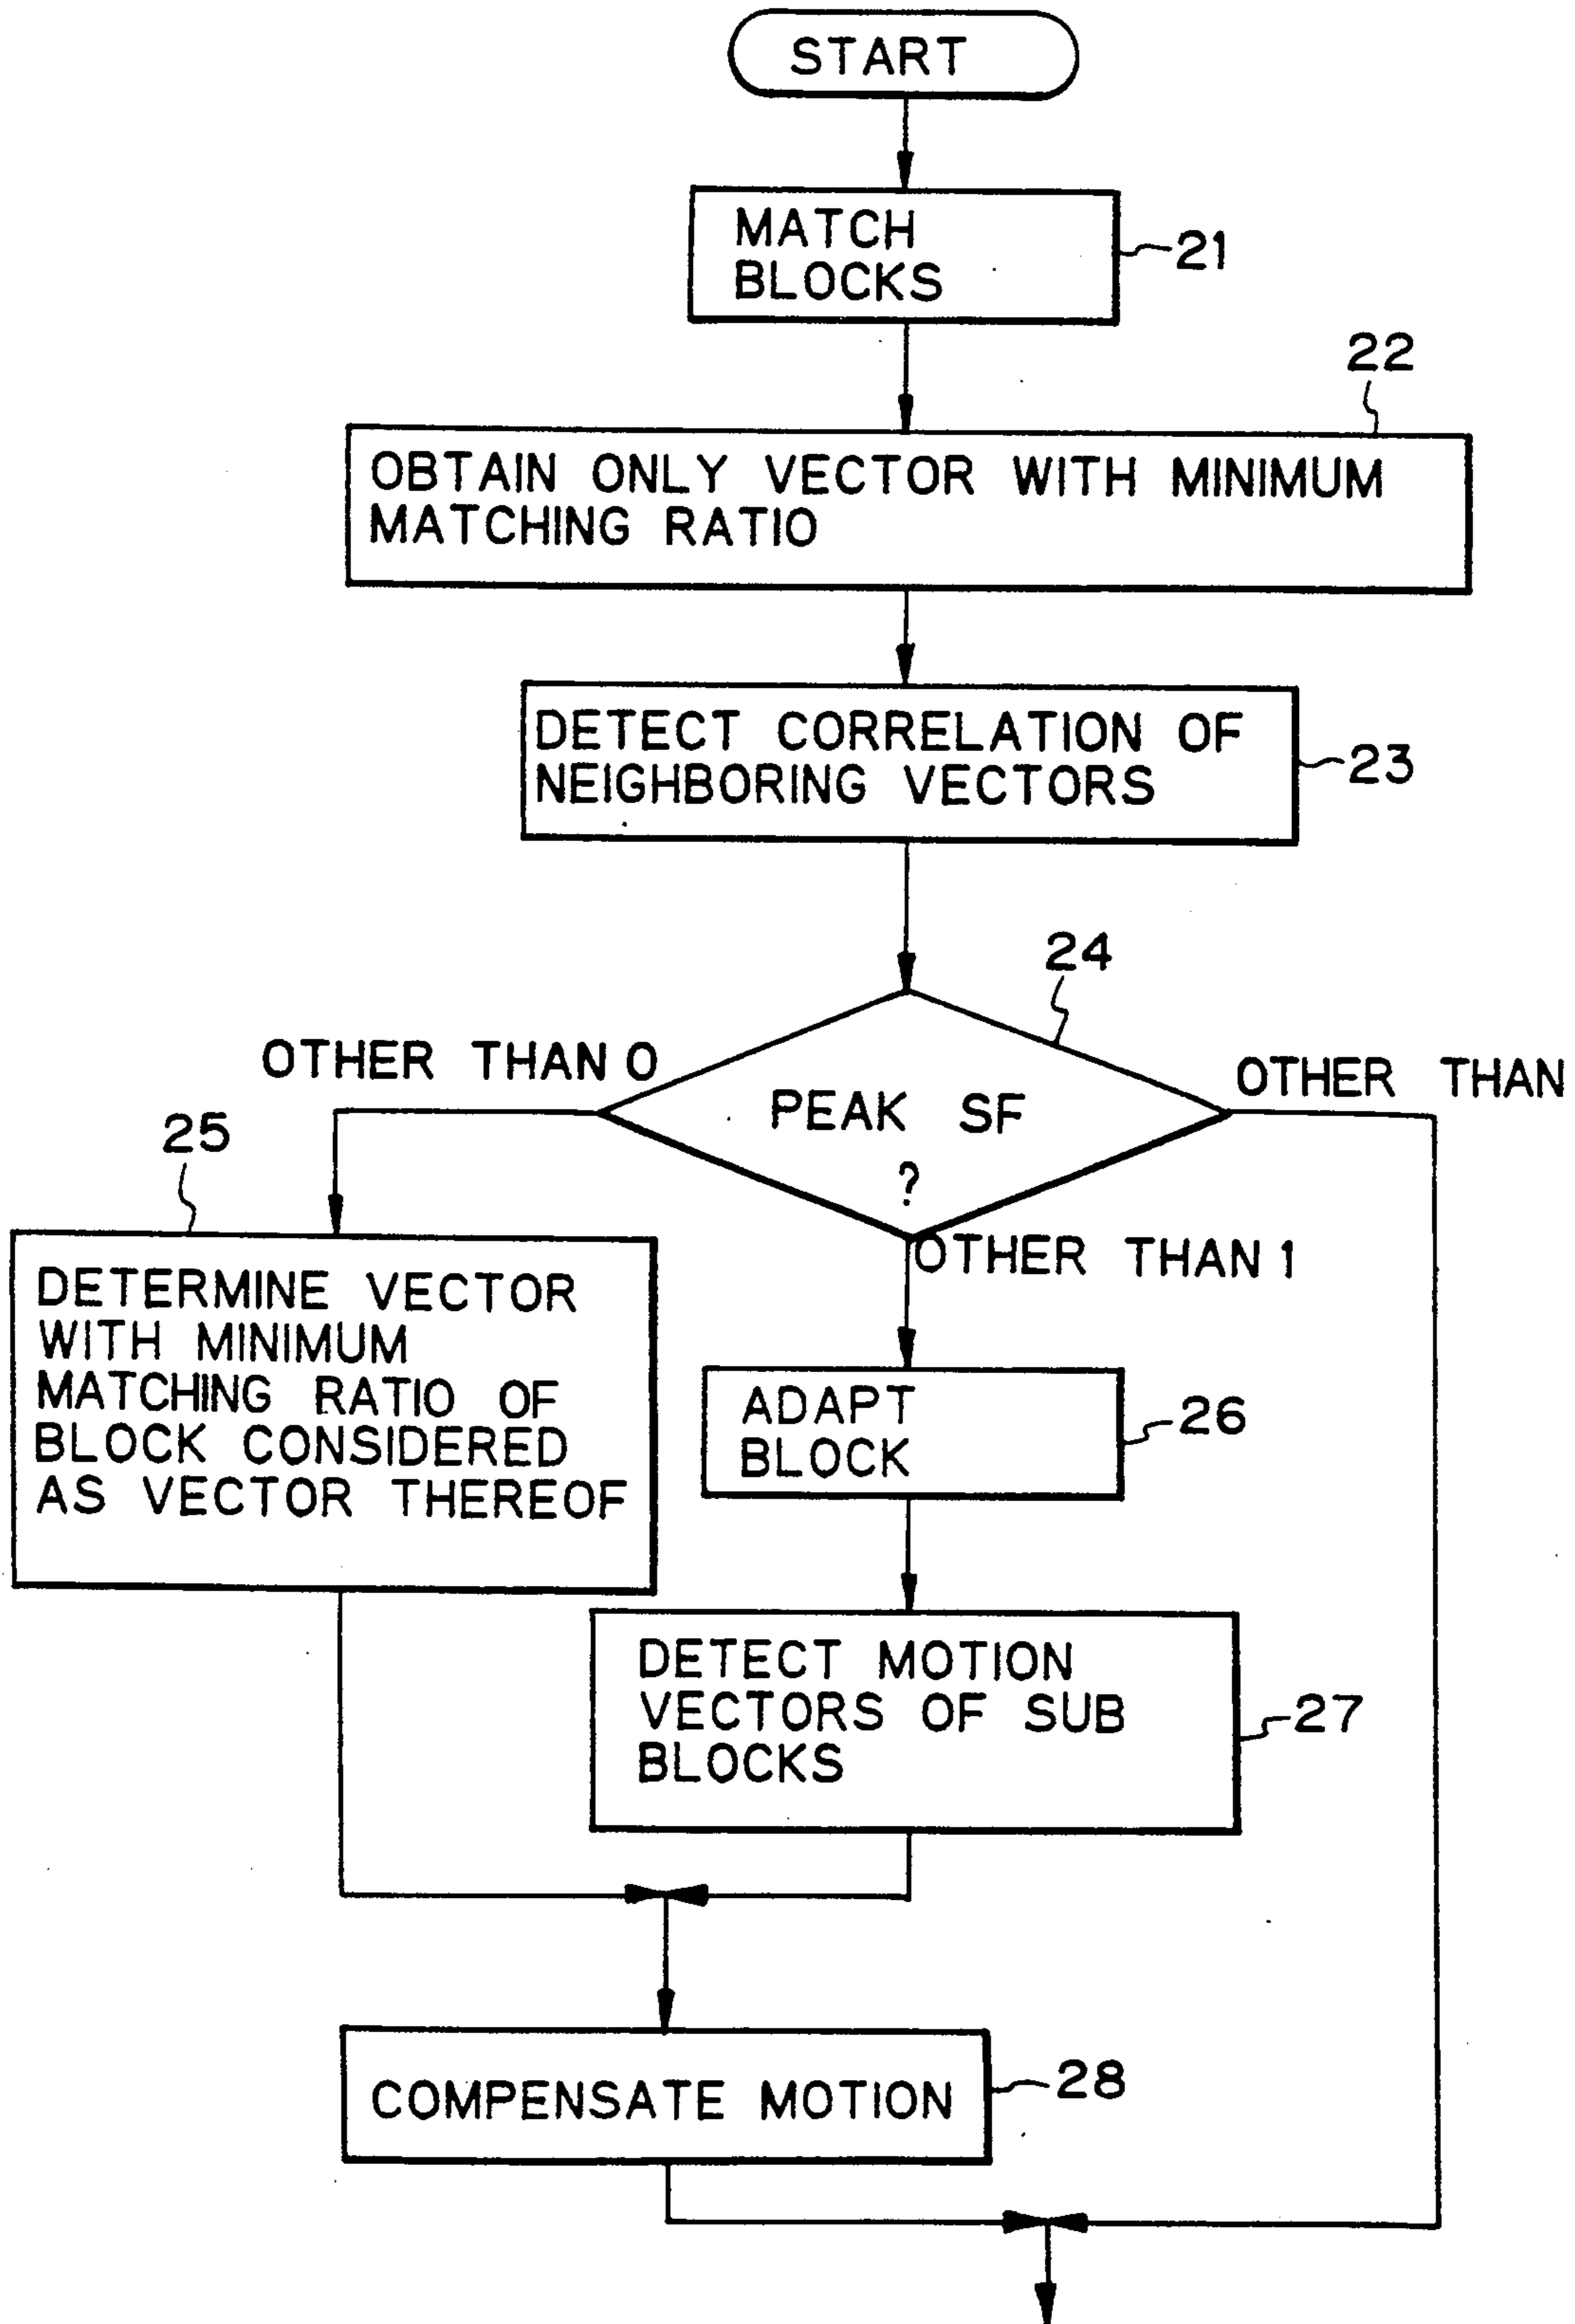 START
MATCH
BLOCKS
21
22
OBTAIN ONLY VECTOR WITH MINIMUM
MATCHING RATIO
DETECT CORRELATION OF
NEIGHBORING VECTORS
23
24
OTHER THAN 0
PEAK SF
?
OTHER THAN
OTHER THAN 1
25
DETERMINE VECTOR
WITH MINIMUM
MATCHING RATIO OF
BLOCK CONSIDERED
AS VECTOR THEREOF
ADAPT
BLOCK
26
DETECT MOTION
VECTORS OF SUB
BLOCKS
27
COMPENSATE MOTION
28